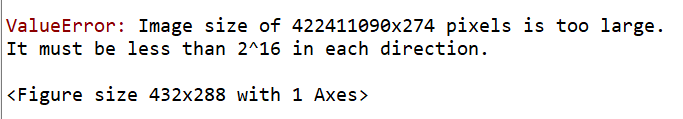 ValueError: Image size of 422411090x274 pixels is too large.
It must be less than 2^16 in each direction.
<Figure size 432x288 with 1 Axes>